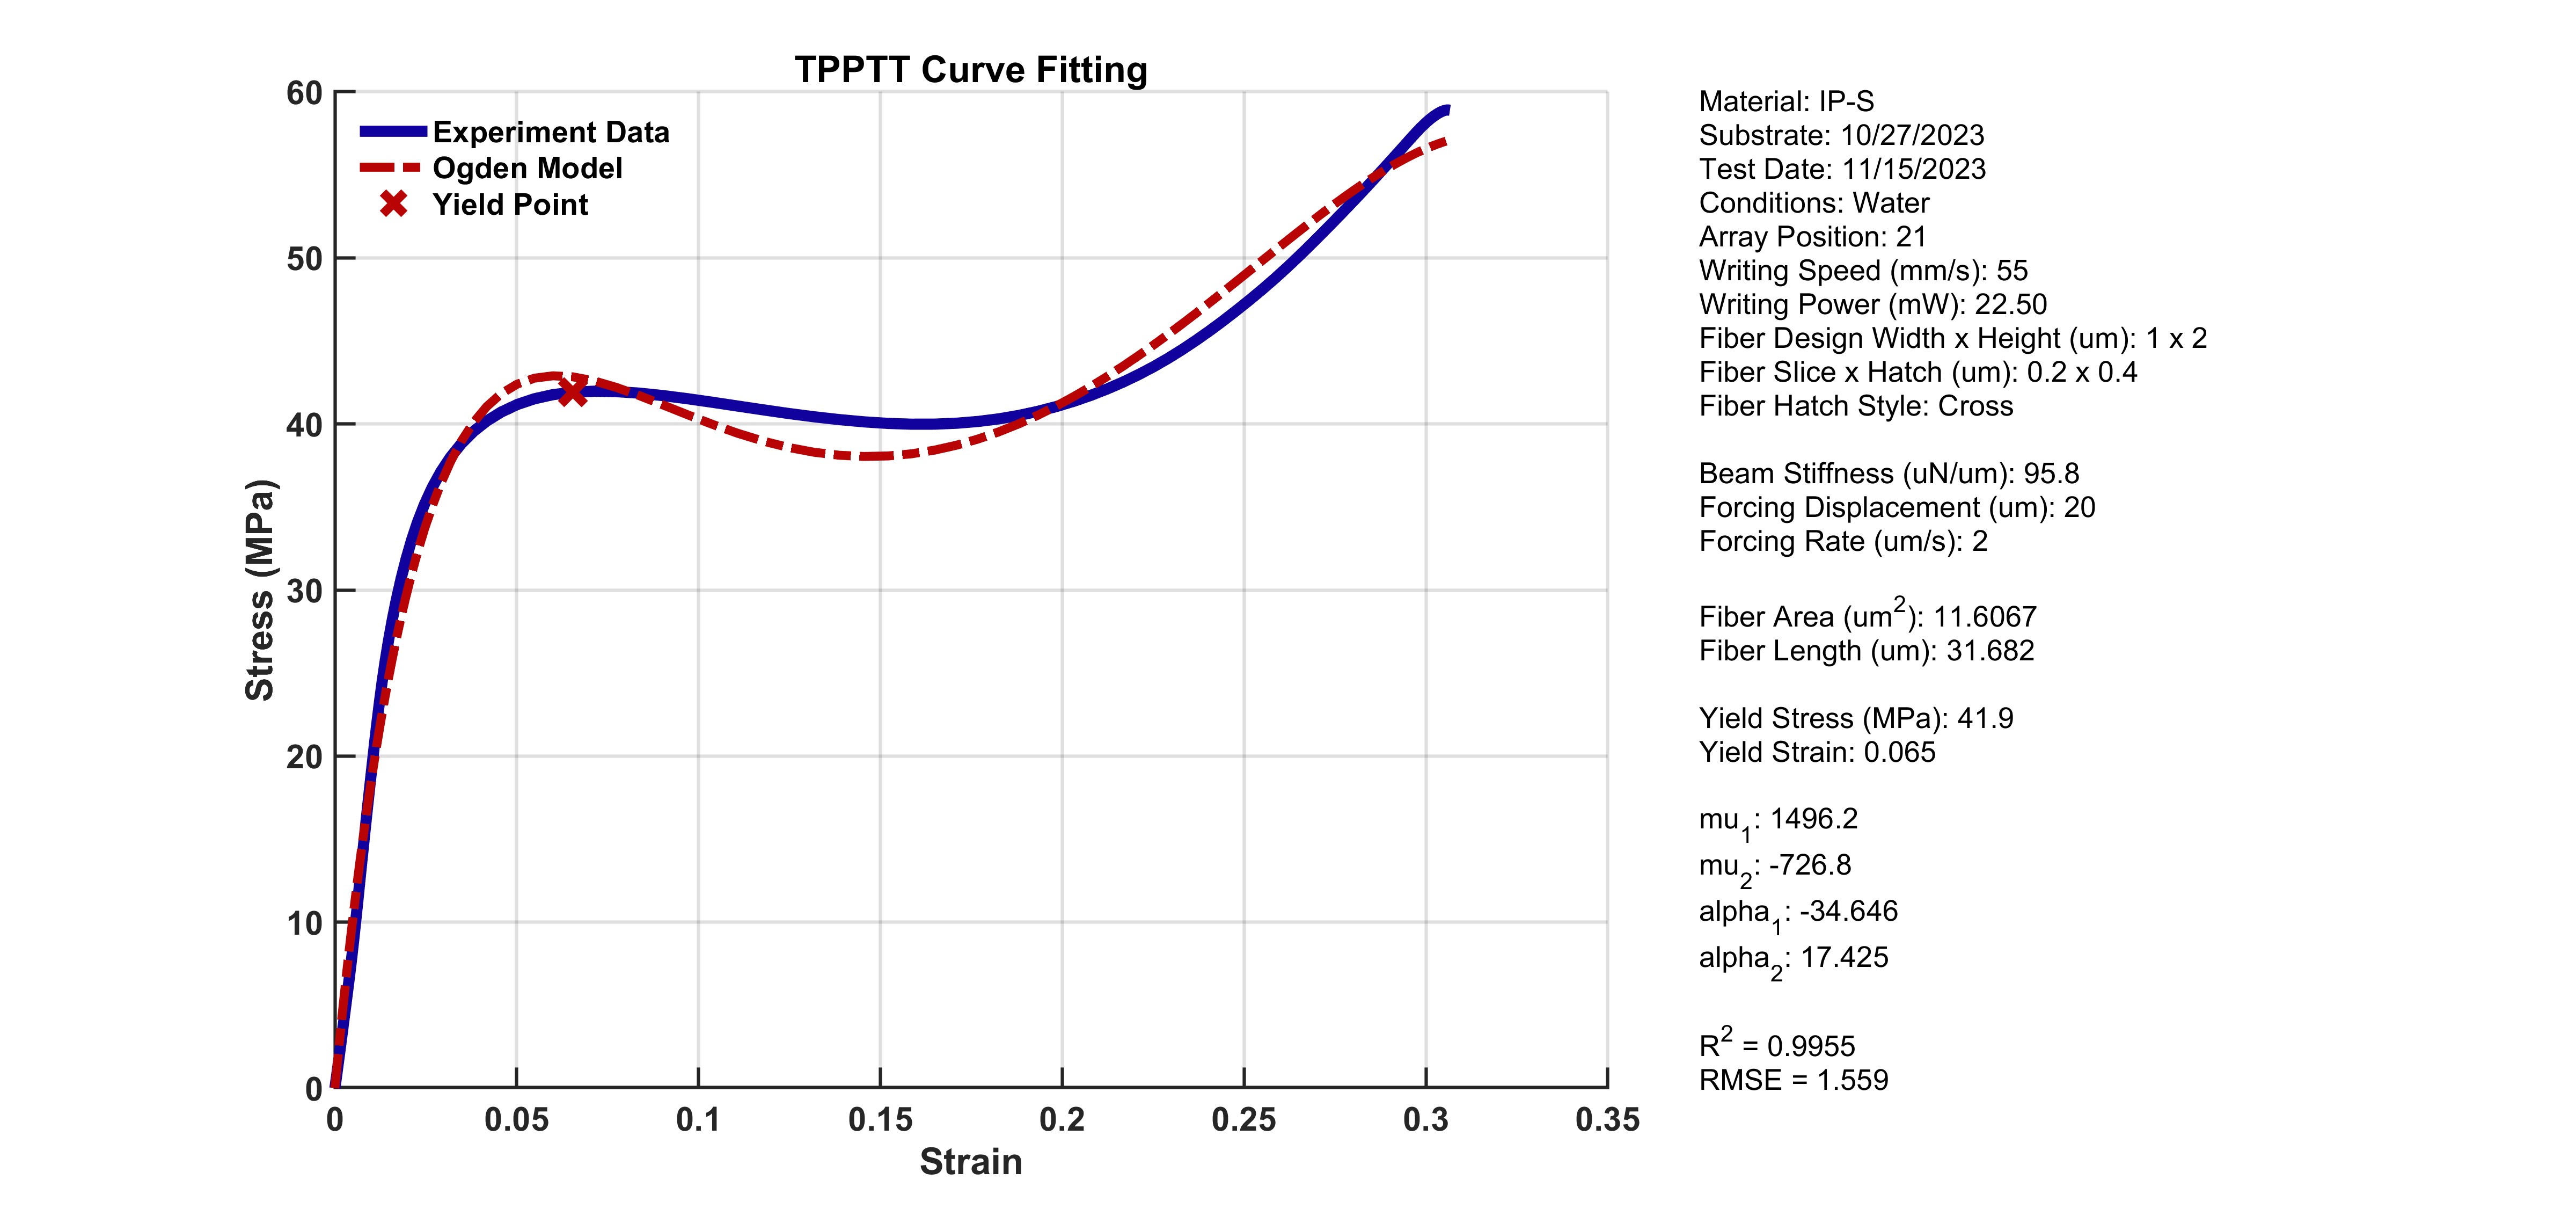 TPPTT Curve Fitting
60
50
40
30
20
10
0
Stress (MPa)
Experiment Data
Ogden Model
Yield Point
0 0.05 0.1 0.15 0.2 0.25 0.3 0.35
Strain
Material: IP-S
Substrate: 10/27/2023
Test Date: 11/15/2023
Conditions: Water
Array Position: 21
Writing Speed (mm/s): 55
Writing Power (mW): 22.50
Fiber Design Width x Height (um): 1 x 2
Fiber Slice x Hatch (um): 0.2 x 0.4
Fiber Hatch Style: Cross
Beam Stiffness (uN/um): 95.8
Forcing Displacement (um): 20
Forcing Rate (um/s): 2
Fiber Area (um²): 11.6067
Fiber Length (um): 31.682
Yield Stress (MPa): 41.9
Yield Strain: 0.065
mu₁: 1496.2
mu₂: -726.8
alpha₁: -34.646
alpha₂: 17.425
R² = 0.9955
RMSE = 1.559